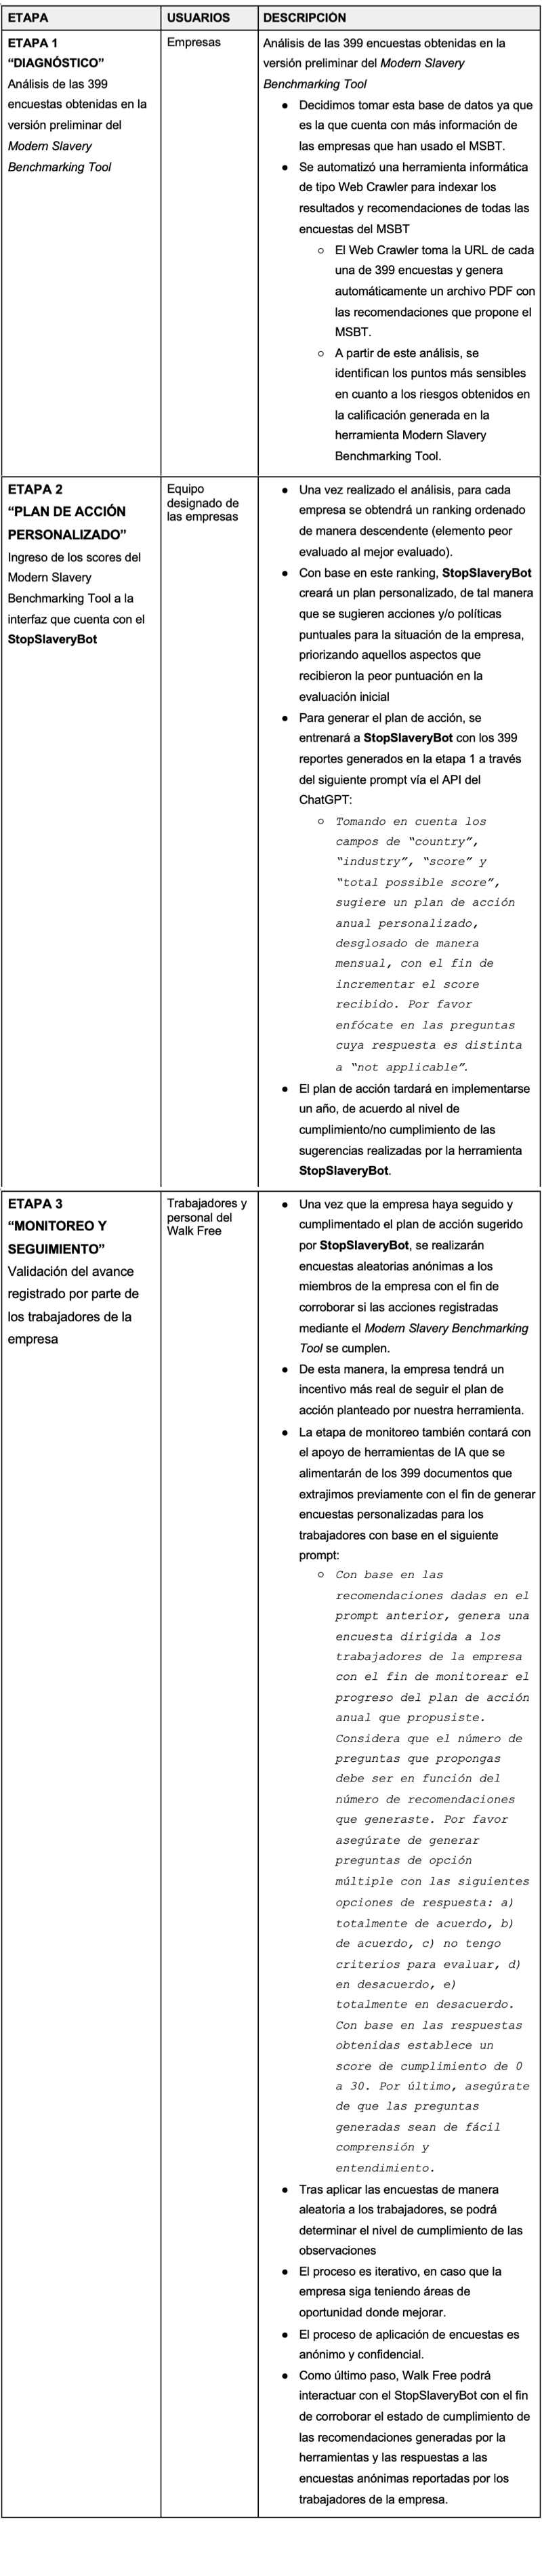 ETAPA
USUARIOS
DESCRIPCIÓN
ETAPA 1
“DIAGNÓSTICO”
Análisis de las 399
encuestas obtenidas en la
versión preliminar del
Modern Slavery
Benchmarking Tool
Empresas
Análisis de las 399 encuestas obtenidas en la
versión preliminar del Modern Slavery
Benchmarking Tool
● Decidimos tomar esta base de datos ya que
es la que cuenta con más información de
las empresas que han usado el MSBT.
● Se automatizó una herramienta informática
de tipo Web Crawler para indexar los
resultados y recomendaciones de todas las
encuestas del MSBT
○ El Web Crawler toma la URL de cada
una de 399 encuestas y genera
automáticamente un archivo PDF con
las recomendaciones que propone el
MSBT.
○ A partir de este análisis, se
identifican los puntos más sensibles
en cuanto a los riesgos obtenidos en
la calificación generada en la
herramienta Modern Slavery
Benchmarking Tool.
ETAPA 2
“PLAN DE ACCIÓN
PERSONALIZADO”
Ingreso de los scores del
Modern Slavery
Benchmarking Tool a la
interfaz que cuenta con el
StopSlaveryBot
Equipo
designado de
las empresas
● Una vez realizado el análisis, para cada
empresa se obtendrá un ranking ordenado
de manera descendente (elemento peor
evaluado al mejor evaluado).
● Con base en este ranking, StopSlaveryBot
creará un plan personalizado, de tal manera
que se sugieren acciones y/o políticas
puntuales para la situación de la empresa,
priorizando aquellos aspectos que
recibieron la peor puntuación en la
evaluación inicial
● Para generar el plan de acción, se
entrenará a StopSlaveryBot con los 399
reportes generados en la etapa 1 a través
del siguiente prompt vía el API del
ChatGPT:
○ Tomando en cuenta los
campos de “country”,
“industry”, “score” y
“total possible score”,
sugiere un plan de acción
anual personalizado,
desglosado de manera
mensual, con el fin de
incrementar el score
recibido. Por favor
enfócate en las preguntas
cuya respuesta es distinta
a “not applicable”.
● El plan de acción tardará en implementarse
un año, de acuerdo al nivel de
cumplimiento/no cumplimiento de las
sugerencias realizadas por la herramienta
StopSlaveryBot.
ETAPA 3
“MONITOREO Y
SEGUIMIENTO”
Validación del avance
registrado por parte de
los trabajadores de la
empresa
Trabajadores y
personal del
Walk Free
● Una vez que la empresa haya seguido y
cumplimentado el plan de acción sugerido
por StopSlaveryBot, se realizarán
encuestas aleatorias anónimas a los
miembros de la empresa con el fin de
corroborar si las acciones registradas
mediante el Modern Slavery Benchmarking
Tool se cumplen.
● De esta manera, la empresa tendrá un
incentivo más real de seguir el plan de
acción planteado por nuestra herramienta.
● La etapa de monitoreo también contará con
el apoyo de herramientas de IA que se
alimentarán de los 399 documentos que
extrajimos previamente con el fin de generar
encuestas personalizadas para los
trabajadores con base en el siguiente
prompt:
○ Con base en las
recomendaciones dadas en el
prompt anterior, genera una
encuesta dirigida a los
trabajadores de la empresa
con el fin de monitorear el
progreso del plan de acción
anual que propusiste.
Considera que el número de
preguntas que propongas
debe ser en función del
número de recomendaciones
que generaste. Por favor
asegúrate de generar
preguntas de opción
múltiple con las siguientes
opciones de respuesta: a)
totalmente de acuerdo, b)
de acuerdo, c) no tengo
criterios para evaluar, d)
en desacuerdo, e)
totalmente en desacuerdo.
Con base en las respuestas
obtenidas establece un
score de cumplimiento de 0
a 30. Por último, asegúrate
de que las preguntas
generadas sean de fácil
comprensión y
entendimiento.
● Tras aplicar las encuestas de manera
aleatoria a los trabajadores, se podrá
determinar el nivel de cumplimiento de las
observaciones
● El proceso es iterativo, en caso que la
empresa siga teniendo áreas de
oportunidad donde mejorar.
● El proceso de aplicación de encuestas es
anónimo y confidencial.
● Como último paso, Walk Free podrá
interactuar con el StopSlaveryBot con el fin
de corroborar el estado de cumplimiento de
las recomendaciones generadas por la
herramientas y las respuestas a las
encuestas anónimas reportadas por los
trabajadores de la empresa.